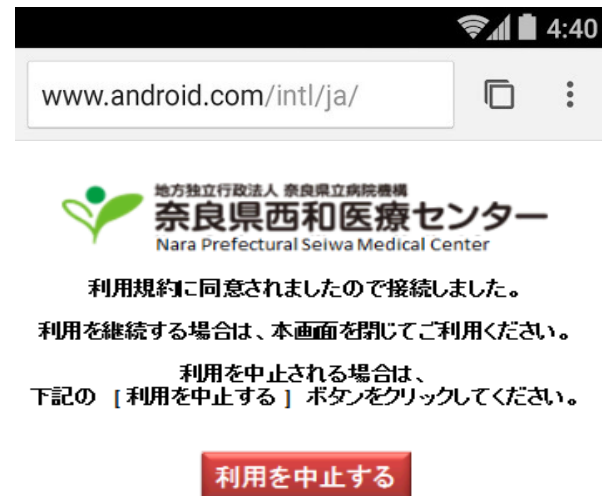 4:40
www.android.com/intl/ja/
地方独立行政法人 奈良県立病院機構
奈良県西和医療センター
Nara Prefectural Seiwa Medical Center
利用規約に同意されましたので接続しました。
利用を継続する場合は、本画面を閉じてご利用ください。
利用を中止される場合は、
下記の [ 利用を中止する ] ボタンをクリックしてください。
利用を中止する